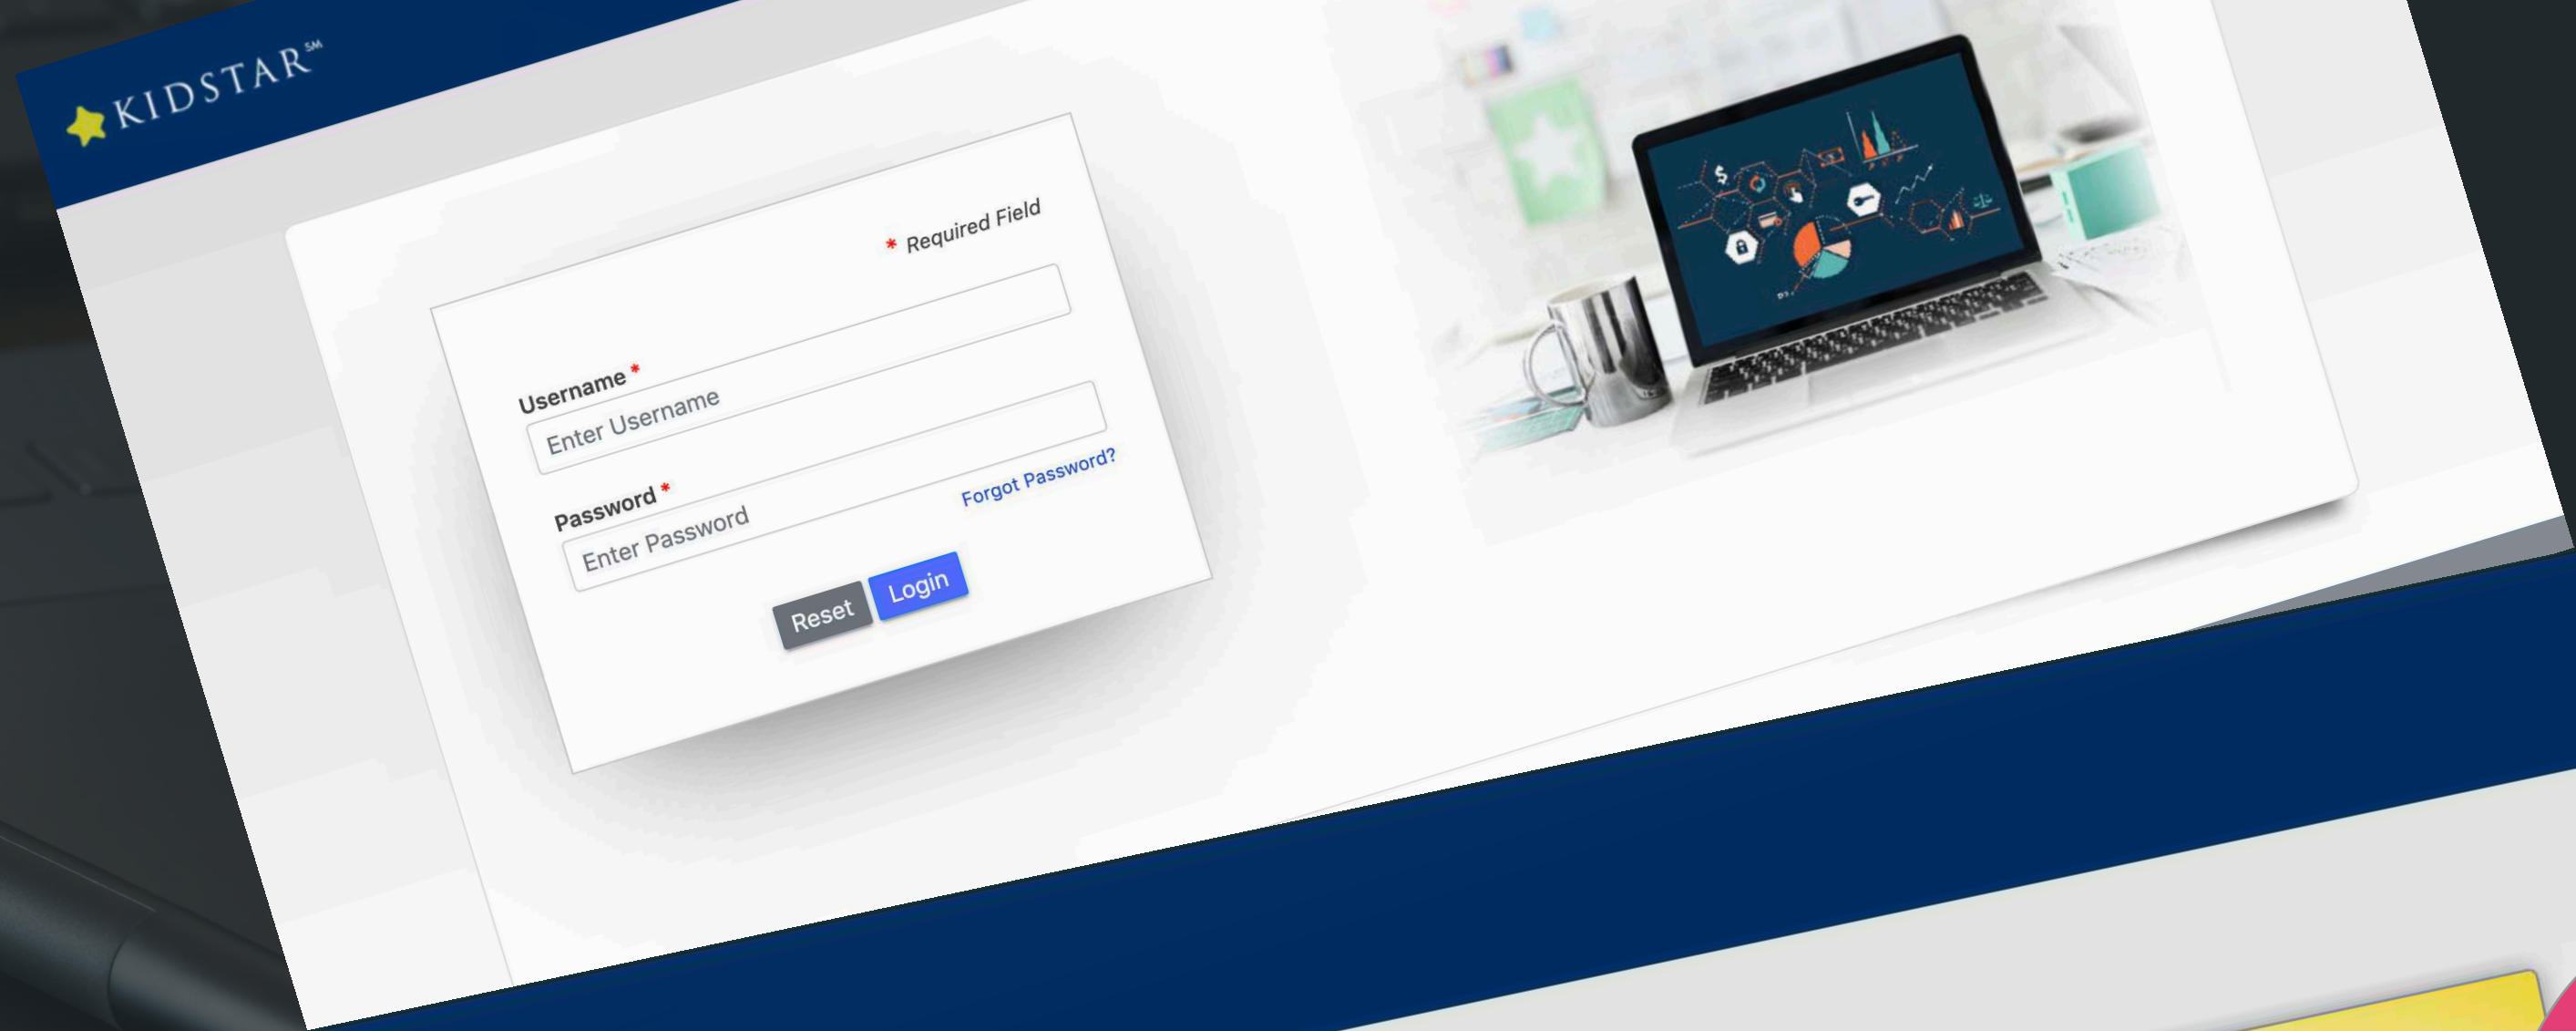 KIDSTAR℠
* Required Field
Username *
Enter Username
Password *
Enter Password
Forgot Password?
Reset Login